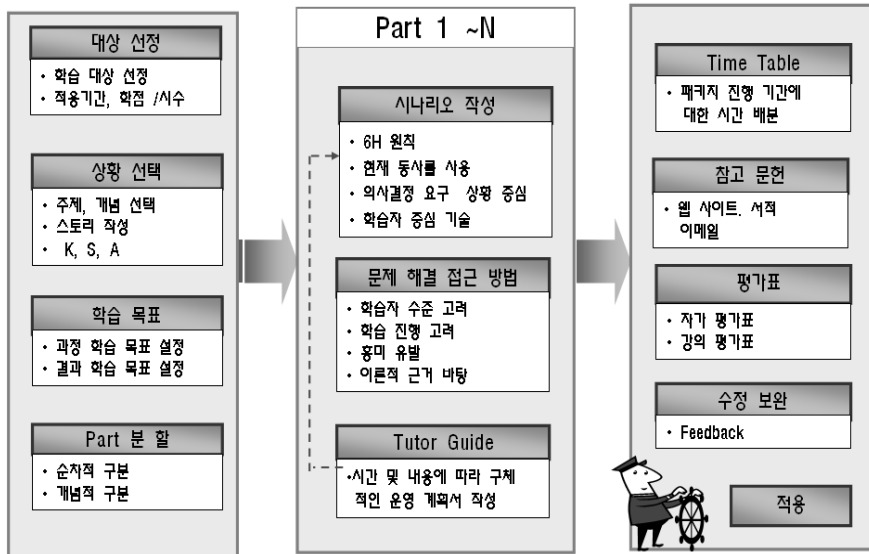 대상 선정
• 학습 대상 선정
• 적용기간, 학점 /시수
상황 선택
• 주제, 개념 선택
• 스토리 작성
• K, S, A
학습 목표
• 과정 학습 목표 설정
• 결과 학습 목표 설정
Part 분 할
• 순차적 구분
• 개념적 구분
Part 1 ~N
시나리오 작성
• 6H 원칙
• 현재 동사를 사용
• 의사결정 요구 상황 중심
• 학습자 중심 기술
문제 해결 접근 방법
• 학습자 수준 고려
• 학습 진행 고려
• 흥미 유발
• 이론적 근거 바탕
Tutor Guide
•시간 및 내용에 따라 구체
적인 운영 계획서 작성
Time Table
• 패키지 진행 기간에
대한 시간 배분
참고 문헌
• 웹 사이트. 서적
이메일
평가표
• 자가 평가표
• 강의 평가표
수정 보완
• Feedback
적용